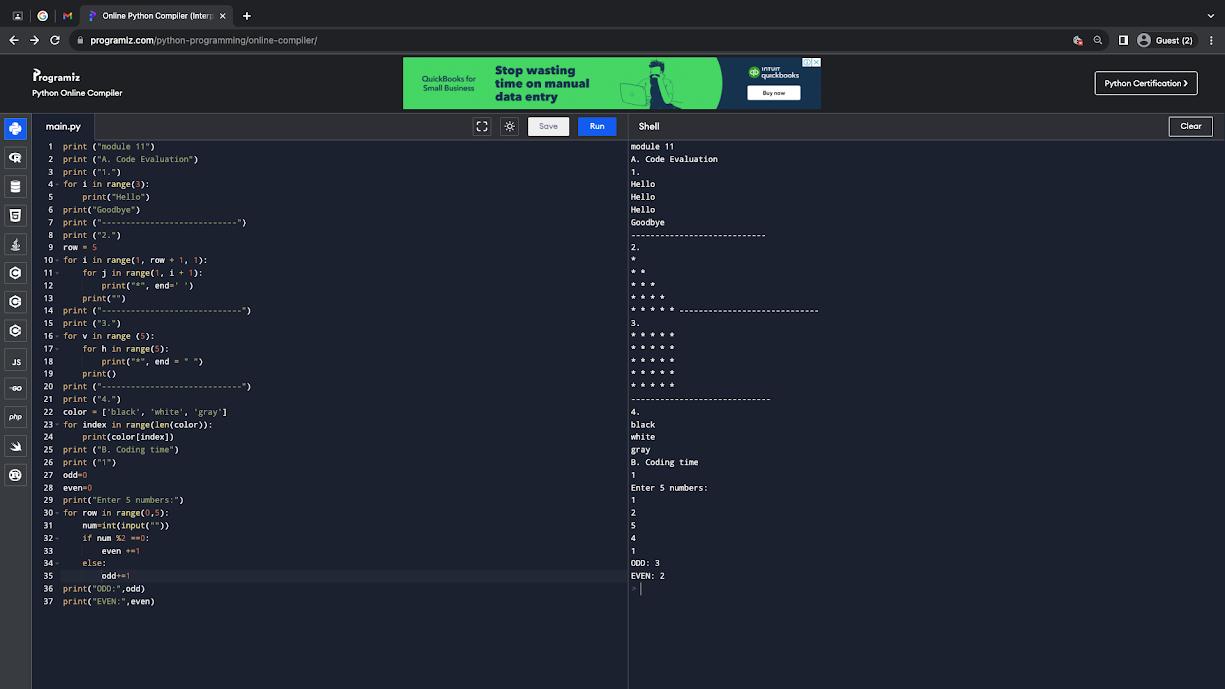 Online Python Compiler (Interp
programiz.com/python-programming/online-compiler/
Guest (2)
Programiz
Python Online Compiler
QuickBooks for
Small Business
Stop wasting
time on manual
data entry
INTUIT
quickbooks
Buy now
Python Certification >
main.py
Save
Run
Shell
Clear
1 print ("module 11")
2 print ("A. Code Evaluation")
3 print ("1.")
4 for i in range(3):
5     print("Hello")
6 print("Goodbye")
7 print ("---------------------------")
8 print ("2.")
9 row = 5
10 for i in range(1, row + 1, 1):
11     for j in range(1, i + 1):
12         print("*", end=' ')
13     print("")
14 print ("----------------------------")
15 print ("3.")
16 for v in range (5):
17     for h in range(5):
18         print("*", end = " ")
19     print()
20 print ("----------------------------")
21 print ("4.")
22 color = ['black', 'white', 'gray']
23 for index in range(len(color)):
24     print(color[index])
25 print ("B. Coding time")
26 print ("1")
27 odd=0
28 even=0
29 print("Enter 5 numbers:")
30 for row in range(0,5):
31     num=int(input(""))
32     if num %2 ==0:
33         even +=1
34     else:
35         odd+=1
36 print("ODD:",odd)
37 print("EVEN:",even)
module 11
A. Code Evaluation
1.
Hello
Hello
Hello
Goodbye
---------------------------
2.
*
* *
* * *
* * * *
* * * * * ----------------------------
3.
* * * * *
* * * * *
* * * * *
* * * * *
* * * * *
----------------------------
4.
black
white
gray
B. Coding time
1
Enter 5 numbers:
1
2
5
4
1
ODD: 3
EVEN: 2
>
JS
GO
php